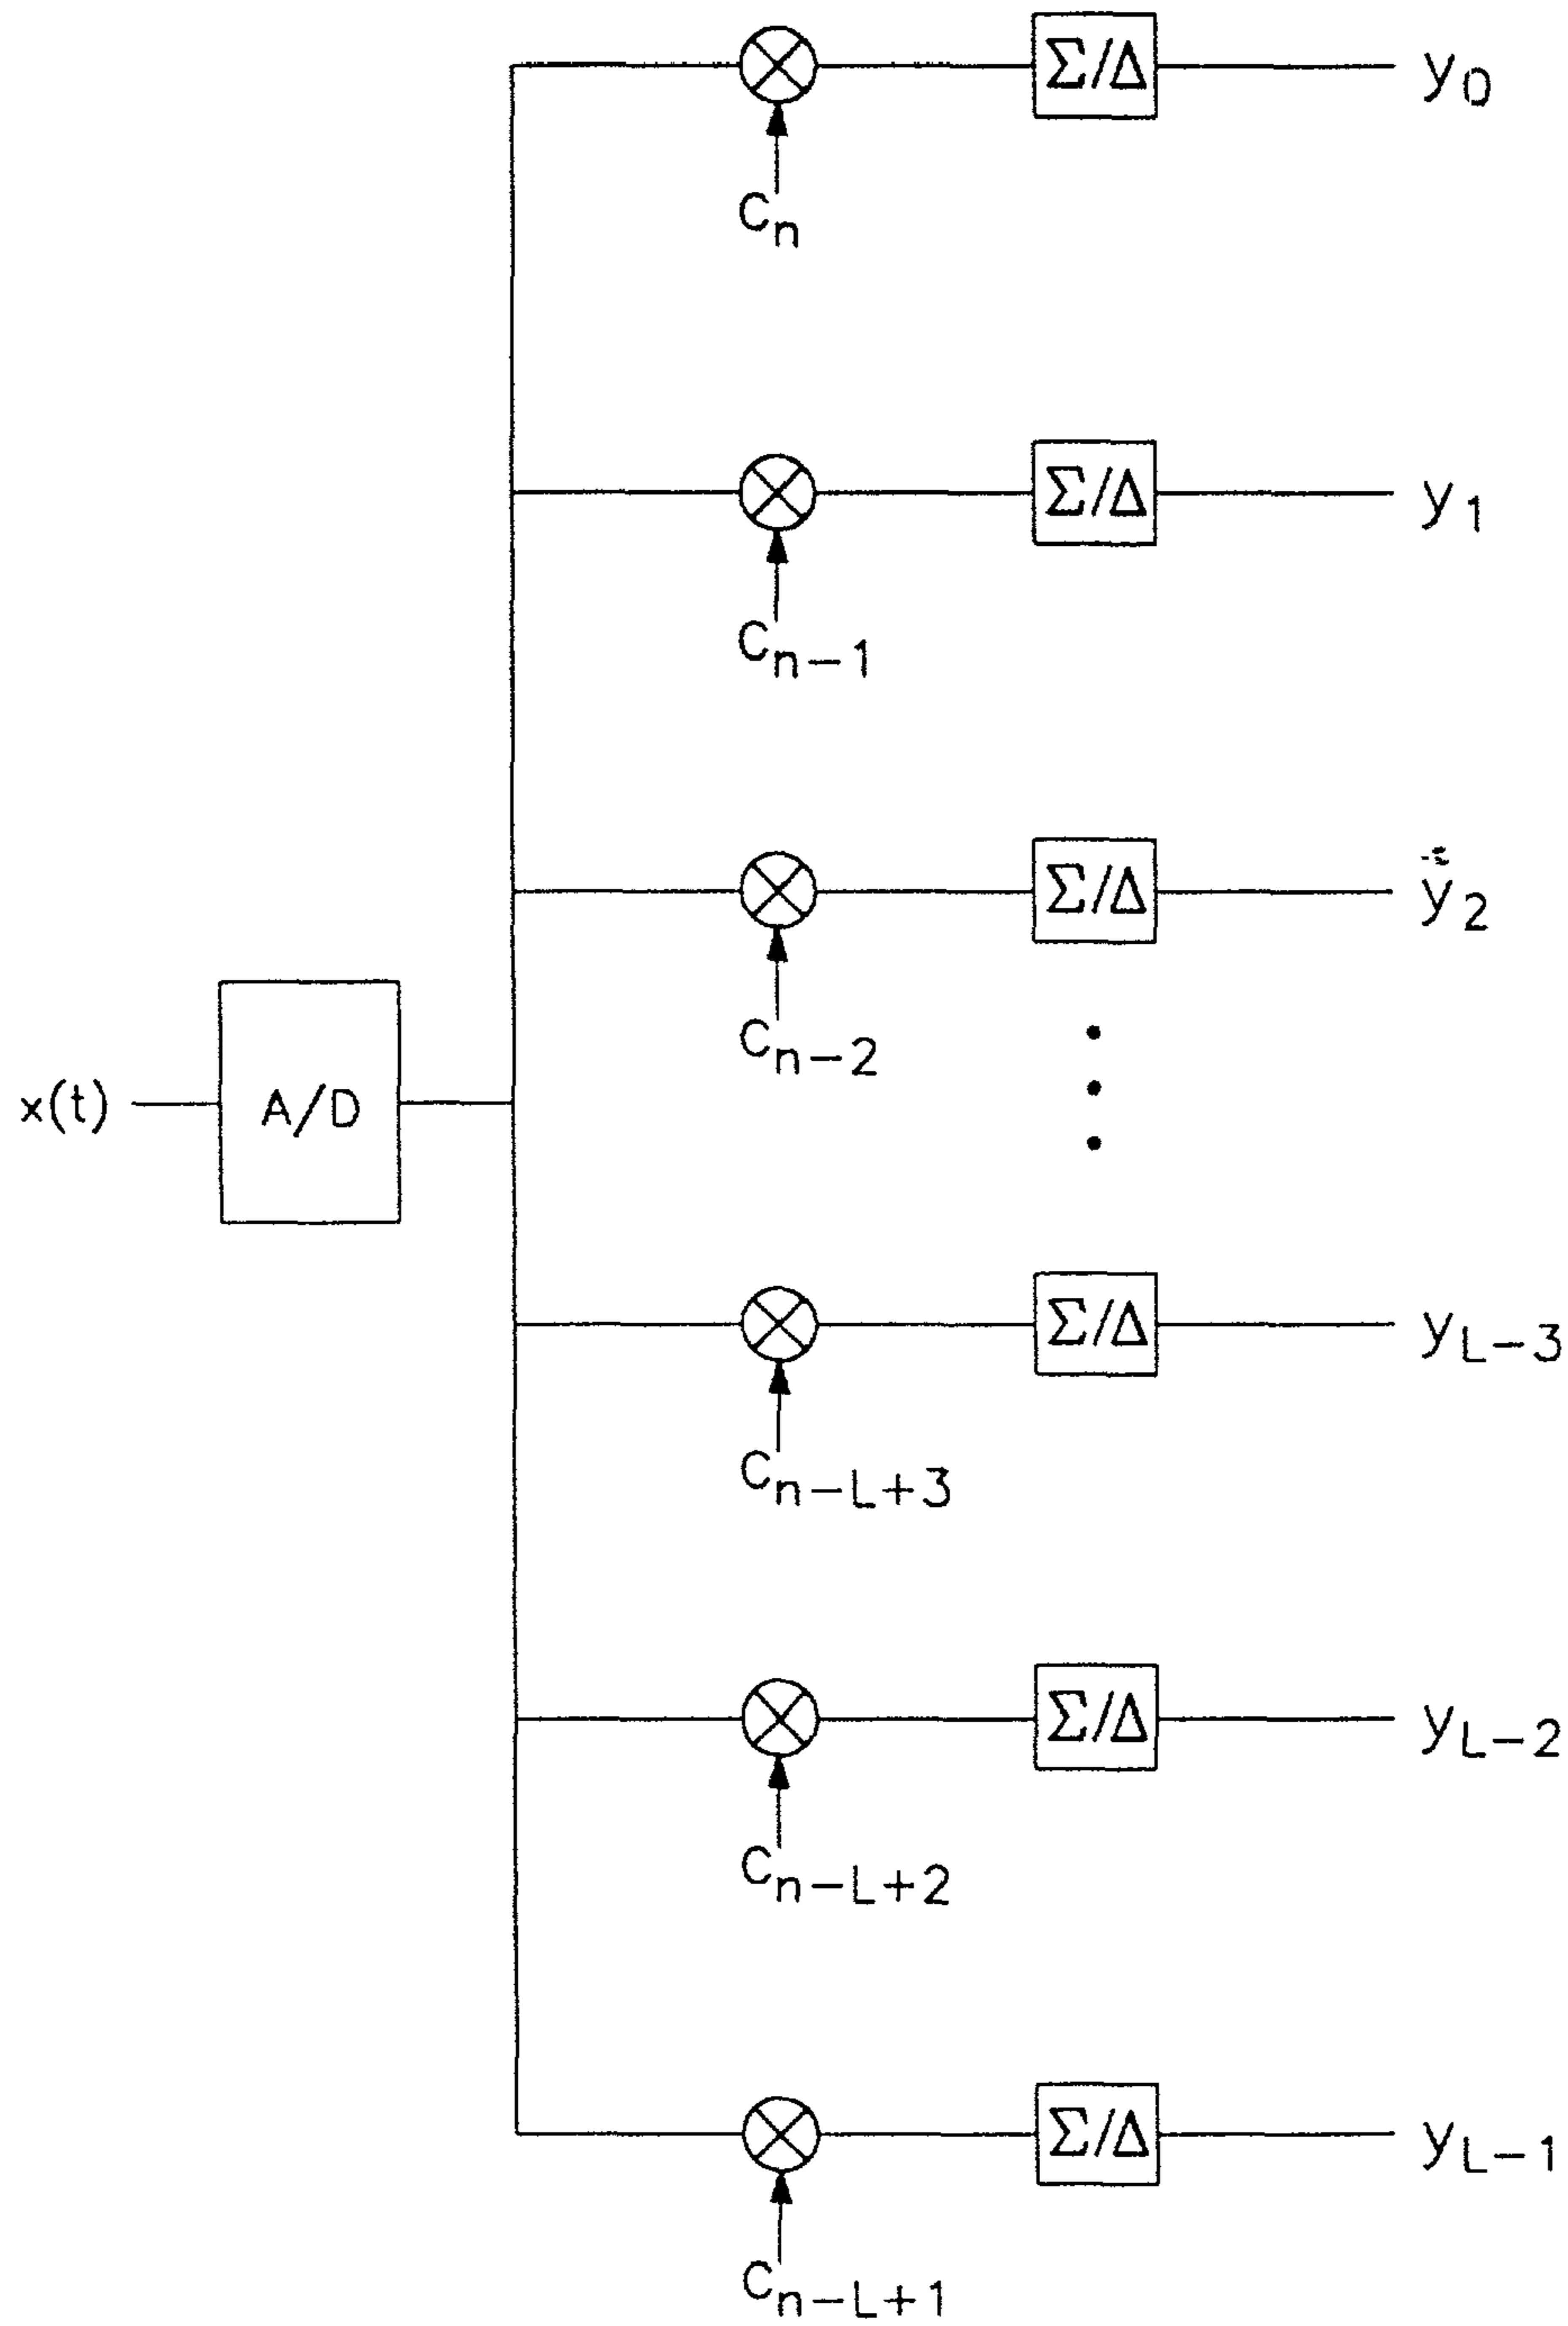 Σ/Δ y0
Cn
Σ/Δ y1
Cn−1
Σ/Δ y2
Cn−2
x(t) A/D
Σ/Δ yL−3
Cn−L+3
Σ/Δ yL−2
Cn−L+2
Σ/Δ yL−1
Cn−L+1